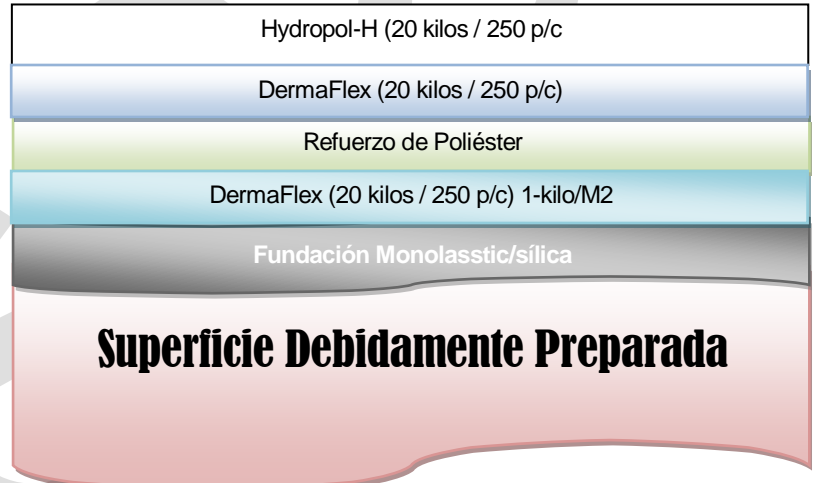 Hydropol-H (20 kilos / 250 p/c
DermaFlex (20 kilos / 250 p/c)
Refuerzo de Poliéster
DermaFlex (20 kilos / 250 p/c) 1-kilo/M2
Fundación Monolasstic/sílica
Superficie Debidamente Preparada